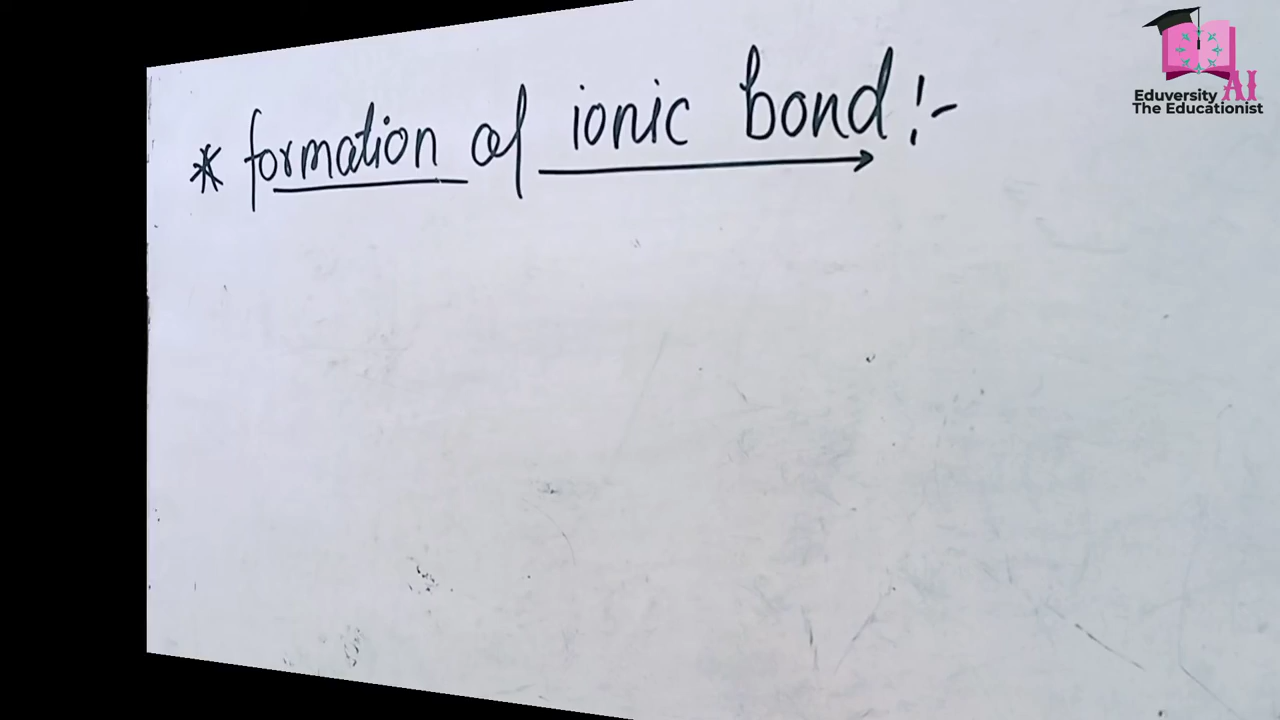 * formation of ionic bond :-
Eduversity AI
The Educationist